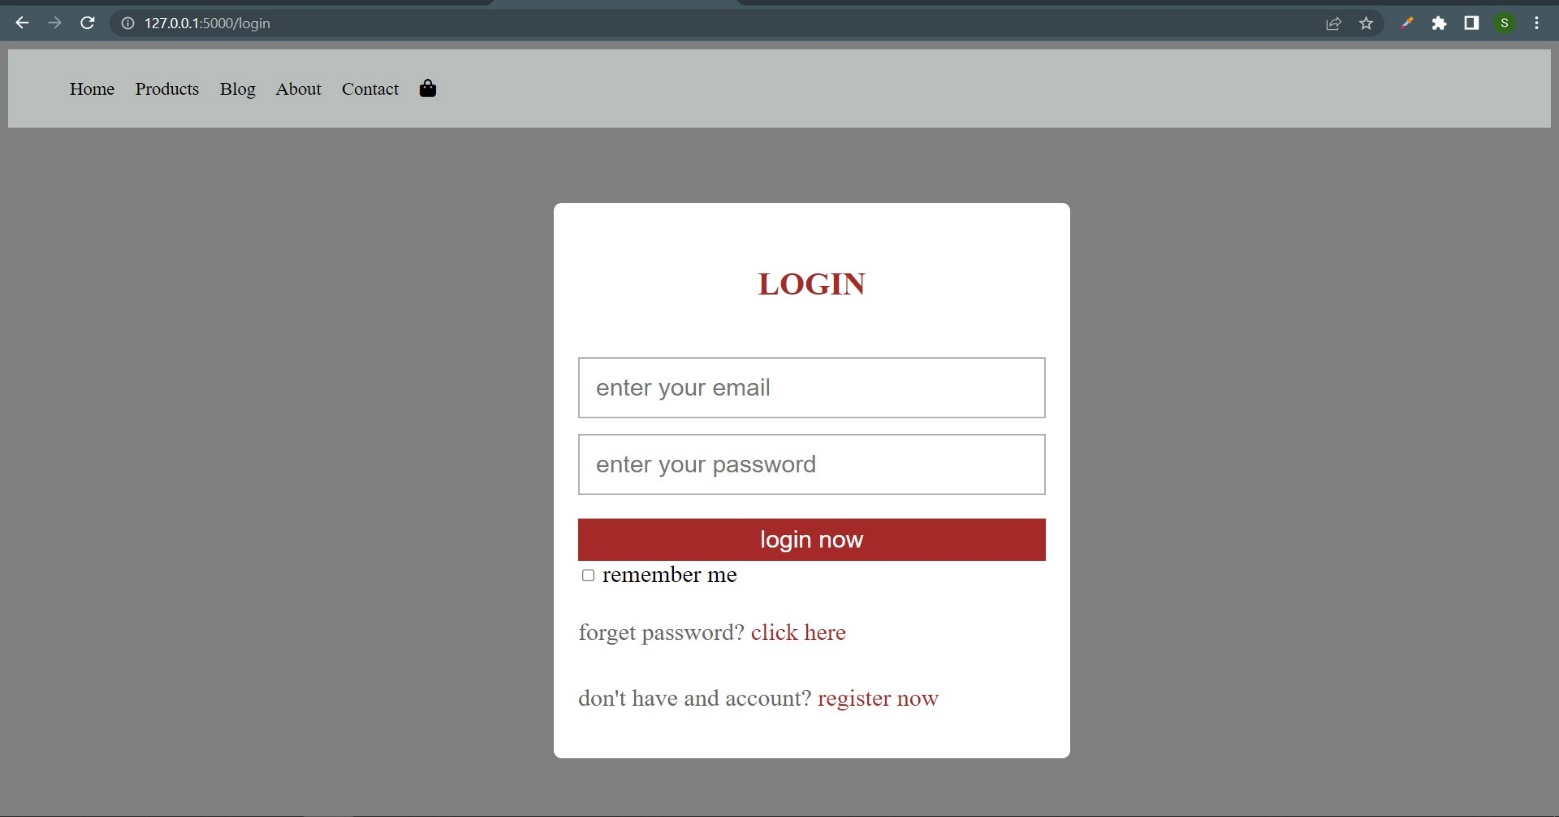 127.0.0.1:5000/login
S
Home Products Blog About Contact
LOGIN
enter your email
enter your password
login now
remember me
forget password? click here
don't have and account? register now